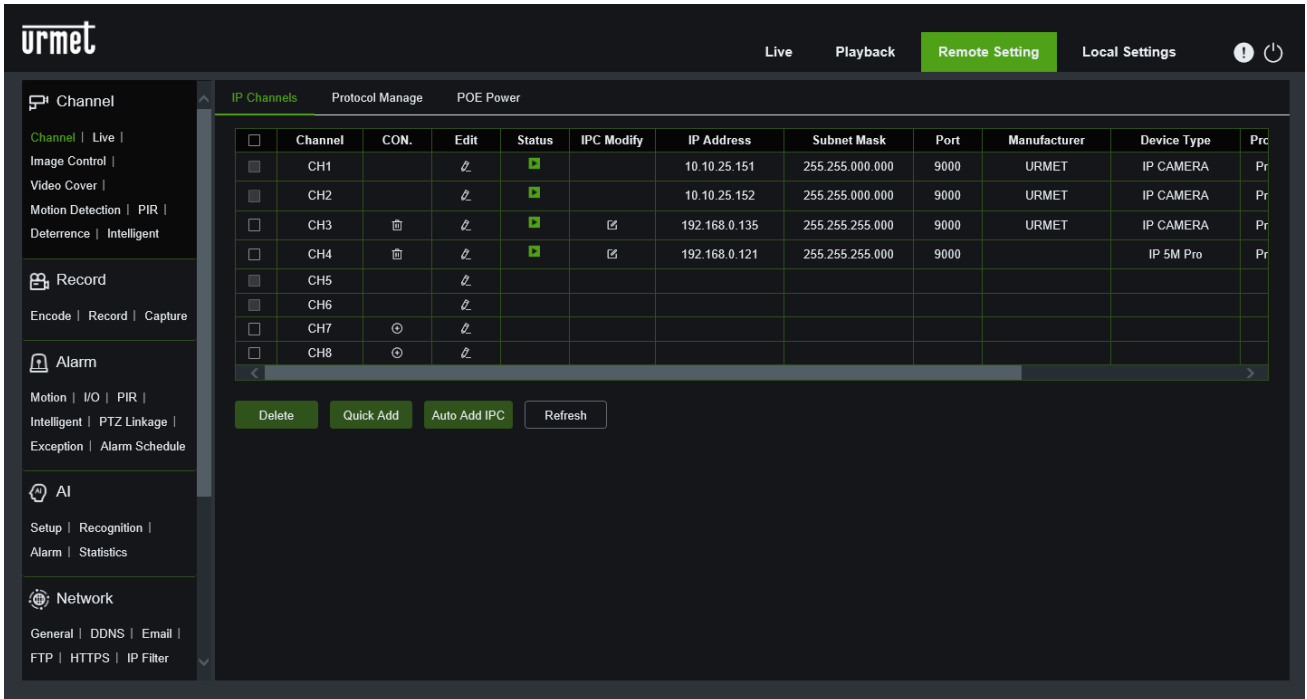 urmet
Live Playback Remote Setting Local Settings
Channel
Channel | Live |
Image Control |
Video Cover |
Motion Detection | PIR |
Deterrence | Intelligent
Record
Encode | Record | Capture
Alarm
Motion | I/O | PIR |
Intelligent | PTZ Linkage |
Exception | Alarm Schedule
AI
Setup | Recognition |
Alarm | Statistics
Network
General | DDNS | Email |
FTP | HTTPS | IP Filter
IP Channels Protocol Manage POE Power
Channel CON. Edit Status IPC Modify IP Address Subnet Mask Port Manufacturer Device Type Prc
CH1 10.10.25.151 255.255.000.000 9000 URMET IP CAMERA Pr
CH2 10.10.25.152 255.255.000.000 9000 URMET IP CAMERA Pr
CH3 192.168.0.135 255.255.255.000 9000 URMET IP CAMERA Pr
CH4 192.168.0.121 255.255.255.000 9000 IP 5M Pro Pr
CH5
CH6
CH7
CH8
Delete Quick Add Auto Add IPC Refresh